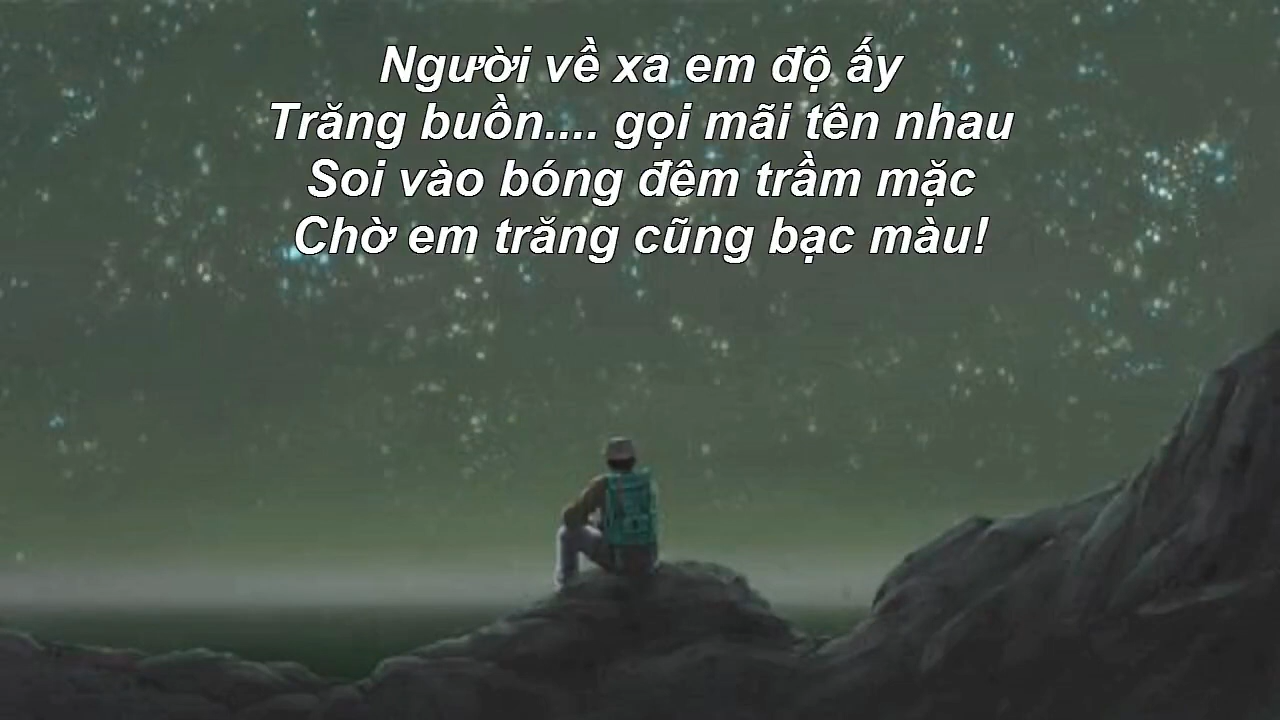 Người về xa em độ ấy
Trăng buồn.... gọi mãi tên nhau
Soi vào bóng đêm trầm mặc
Chờ em trăng cũng bạc màu!